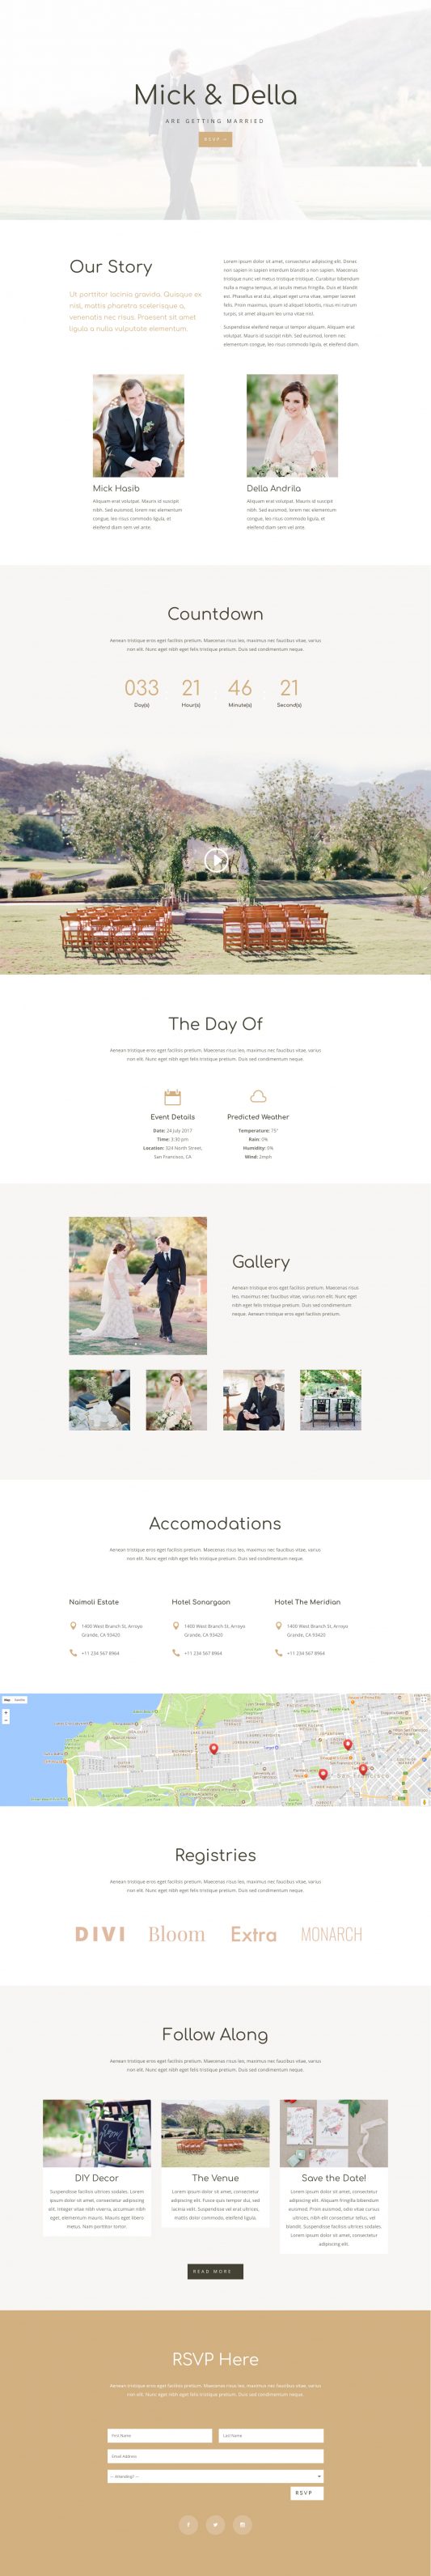 Mick & Della
ARE GETTING MARRIED
RSVP
Our Story
Ut porttitor lacinia gravida. Quisque ex
nisl, mattis pharetra scelerisque a,
venenatis nec risus. Praesent sit amet
ligula a nulla vulputate elementum.
Lorem ipsum dolor sit amet, consectetur adipiscing elit. Donec
non sapien in sapien interdum blandit a non sapien. Maecenas
tristique nunc vel metus tristique tristique. Curabitur bibendum
nulla a magna tempus, at iaculis metus fringilla. Duis et blandit
est. Phasellus erat dui, aliquet eget urna vitae, semper laoreet
felis. Proin maximus, ipsum id aliquet lobortis, risus mi rutrum
turpis, sit amet aliquam leo urna vitae nisl.
Suspendisse eleifend neque ut tempor aliquam. Aliquam erat
volutpat. Mauris id suscipit nibh. Sed euismod, lorem nec
elementum congue, leo risus commodo ligula, et eleifend diam.
Mick Hasib
Aliquam erat volutpat. Mauris id suscipit
nibh. Sed euismod, lorem nec elementum
congue, leo risus commodo ligula, et
eleifend diam sem vel ante.
Della Andrila
Aliquam erat volutpat. Mauris id suscipit
nibh. Sed euismod, lorem nec elementum
congue, leo risus commodo ligula, et
eleifend diam sem vel ante.
Countdown
Aenean tristique eros eget facilisis pretium. Maecenas risus leo, maximus nec faucibus vitae, varius
non elit. Nunc eget nibh eget felis tristique pretium. Duis sed condimentum neque.
033 21 46 21
Day(s) Hour(s) Minute(s) Second(s)
The Day Of
Aenean tristique eros eget facilisis pretium. Maecenas risus leo, maximus nec faucibus vitae, varius
non elit. Nunc eget nibh eget felis tristique pretium. Duis sed condimentum neque.
Event Details
Date: 24 July 2017
Time: 3:30 pm
Location: 324 North Street,
San Francisco, CA
Predicted Weather
Temperature: 75°
Rain: 0%
Humidity: 5%
Wind: 2mph
Gallery
Aenean tristique eros eget facilisis pretium. Maecenas risus
leo, maximus nec faucibus vitae, varius non elit. Nunc eget
nibh eget felis tristique pretium. Duis sed condimentum
neque. Aenean tristique eros eget facilisis pretium.
Accomodations
Aenean tristique eros eget facilisis pretium. Maecenas risus leo, maximus nec faucibus vitae, varius
non elit. Nunc eget nibh eget felis tristique pretium. Duis sed condimentum neque.
Naimoli Estate
1400 West Branch St, Arroyo
Grande, CA 93420
+11 234 567 8964
Hotel Sonargaon
1400 West Branch St, Arroyo
Grande, CA 93420
+11 234 567 8964
Hotel The Meridian
1400 West Branch St, Arroyo
Grande, CA 93420
+11 234 567 8964
Map
Registries
Aenean tristique eros eget facilisis pretium. Maecenas risus leo, maximus nec faucibus vitae, varius
non elit. Nunc eget nibh eget felis tristique pretium. Duis sed condimentum neque.
DIVI Bloom Extra MONARCH
Follow Along
Aenean tristique eros eget facilisis pretium. Maecenas risus leo, maximus nec faucibus vitae, varius
non elit. Nunc eget nibh eget felis tristique pretium. Duis sed condimentum neque.
DIY Decor
Suspendisse facilisis ultrices sodales. Lorem
ipsum dolor sit amet, consectetur adipiscing
elit. Integer vitae nibh viverra, accumsan nibh
eget, elementum mauris. Mauris eget libero
metus. Nam porttitor tortor.
The Venue
Lorem ipsum dolor sit amet, consectetur
adipiscing elit. Fusce quis tempor dui, sed
lacinia velit. Suspendisse vel erat ultrices,
mattis dolor commodo, eleifend ligula.
Save the Date!
Lorem ipsum dolor sit amet, consectetur
adipiscing elit. Aliquam fringilla bibendum
euismod. Proin euismod, odio vitae cursus
ultrices, nibh elit consectetur tellus, vel
blandit. Suspendisse facilisis ultrices sodales.
Lorem ipsum dolor sit amet, consectetur
adipiscing elit.
READ MORE
RSVP Here
Aenean tristique eros eget facilisis pretium. Maecenas risus leo, maximus nec faucibus vitae, varius
non elit. Nunc eget nibh eget felis tristique pretium. Duis sed condimentum neque.
First Name
Last Name
Email Address
-- Attending? --
RSVP